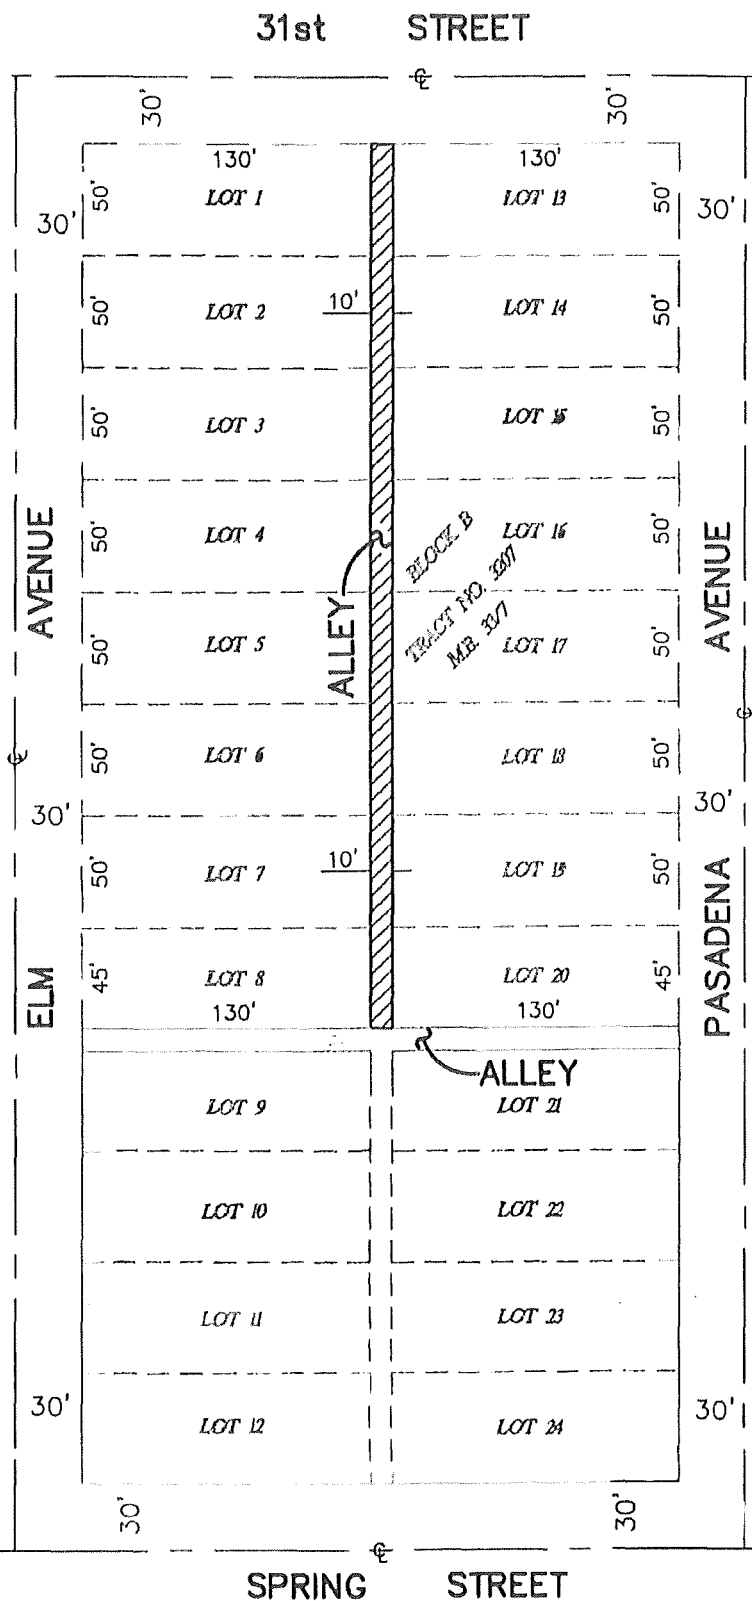 31st STREET
℄
30' 30'
130' 130'
LOT 1 LOT 13
50' 50'
30' 30'
50' LOT 2 10' LOT 14 50'
50' LOT 3 LOT 15 50'
50' LOT 4 LOT 16 50'
BLOCK B
TRACT NO. 3207
M.B. 33/7
AVENUE AVENUE
ALLEY
50' LOT 5 LOT 17 50'
℄
50' LOT 6 LOT 18 50'
℄
30' 30'
50' LOT 7 10' LOT 19 50'
ELM PASADENA
45' LOT 8 LOT 20 45'
130' 130'
ALLEY
LOT 9 LOT 21
LOT 10 LOT 22
LOT 11 LOT 23
30' 30'
LOT 12 LOT 24
30' 30'
℄
SPRING STREET